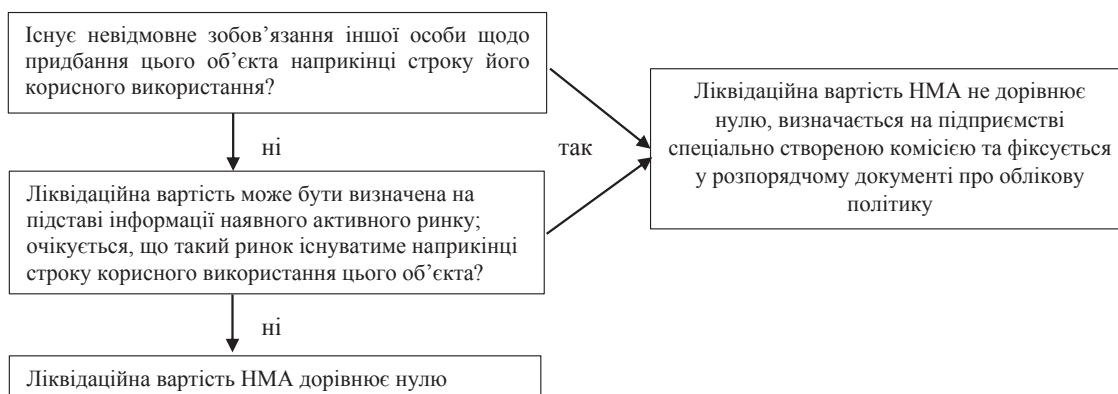 Існує невідмовне зобов’язання іншої особи щодо
придбання цього об’єкта наприкінці строку його
корисного використання?
ні
так
Ліквідаційна вартість НМА не дорівнює
нулю, визначається на підприємстві
спеціально створеною комісією та фіксується
у розпорядчому документі про облікову
політику
Ліквідаційна вартість може бути визначена на
підставі інформації наявного активного ринку;
очікується, що такий ринок існуватиме наприкінці
строку корисного використання цього об’єкта?
ні
Ліквідаційна вартість НМА дорівнює нулю